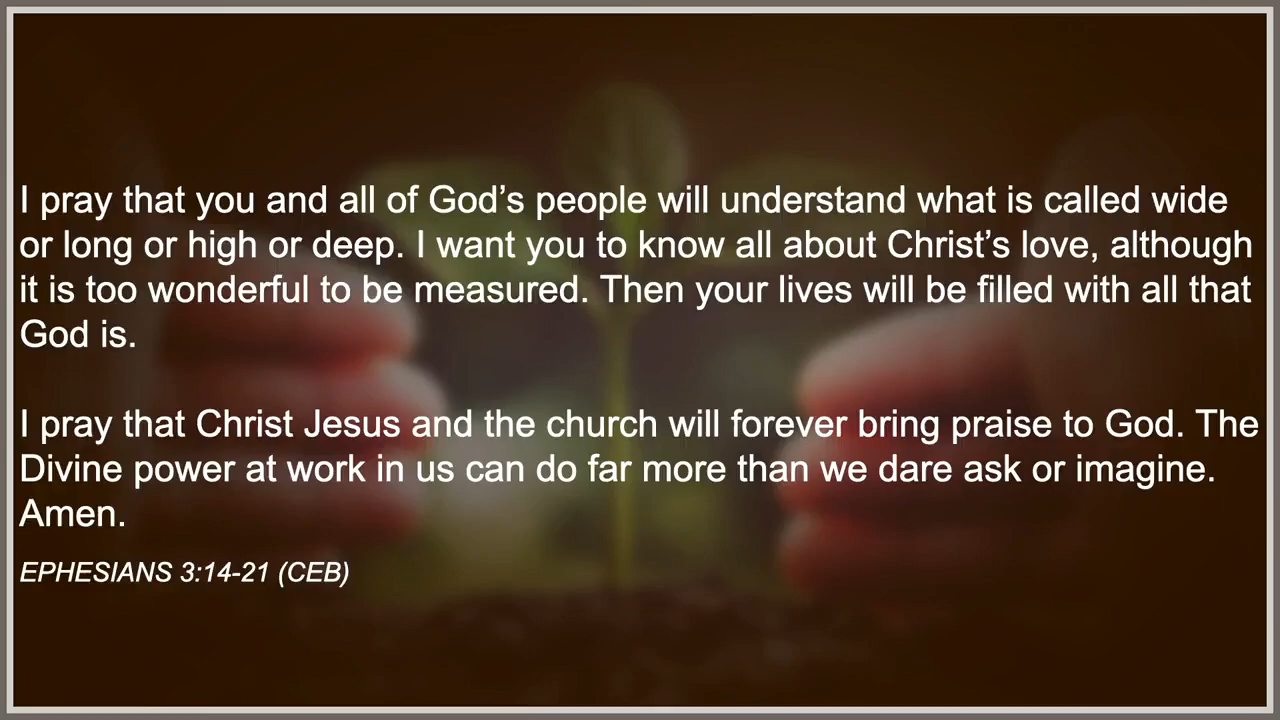 I pray that you and all of God’s people will understand what is called wide
or long or high or deep. I want you to know all about Christ’s love, although
it is too wonderful to be measured. Then your lives will be filled with all that
God is.
I pray that Christ Jesus and the church will forever bring praise to God. The
Divine power at work in us can do far more than we dare ask or imagine.
Amen.
EPHESIANS 3:14-21 (CEB)